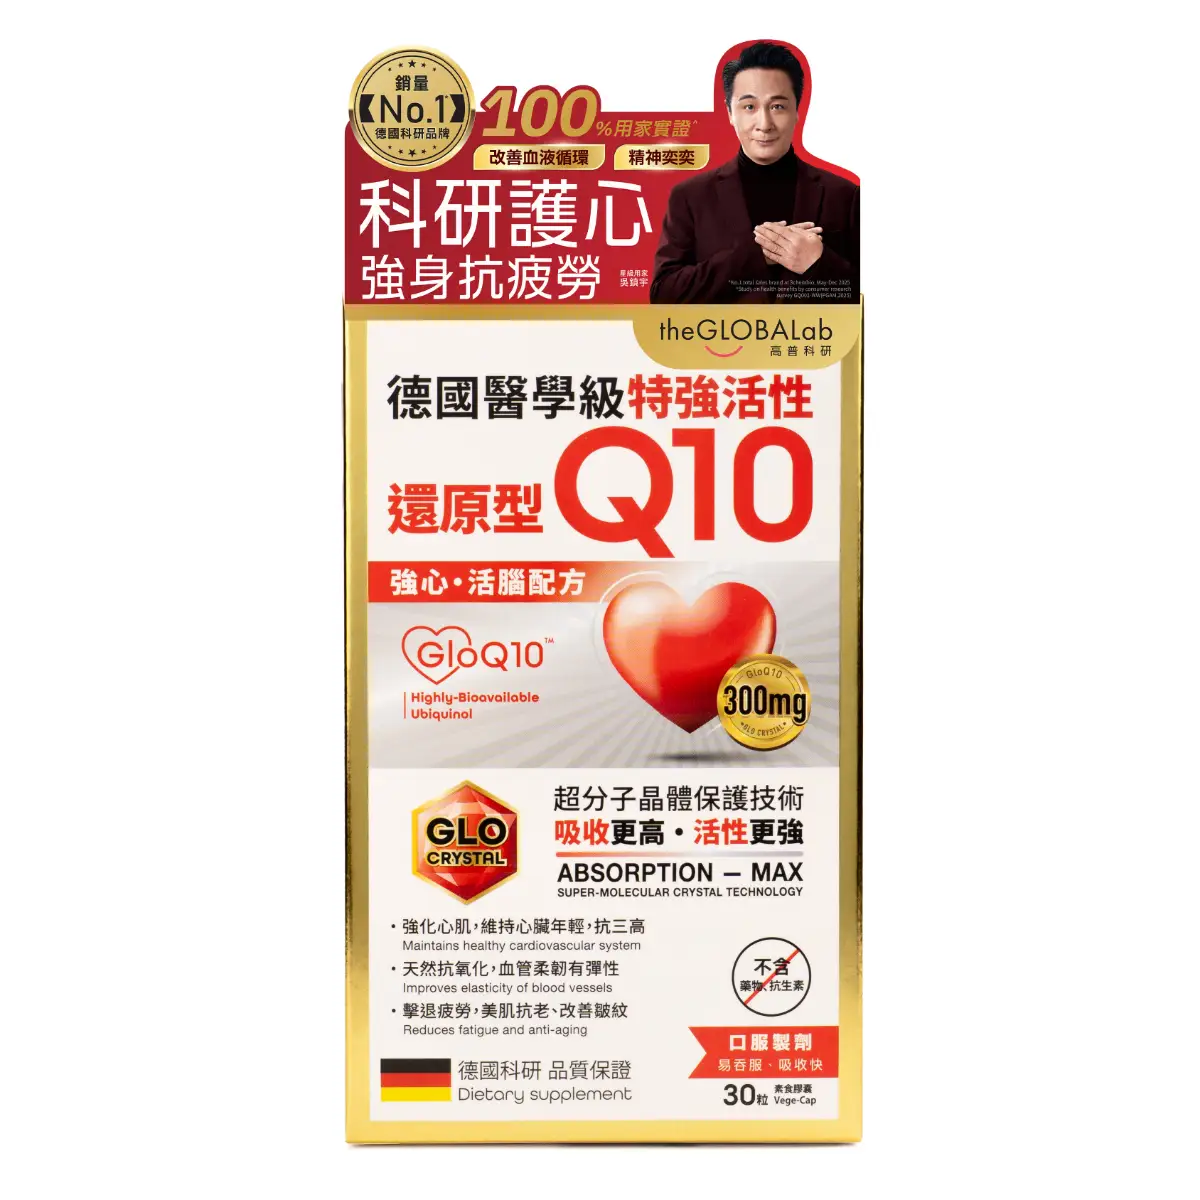 銷量
No.1*
德國科研品牌
100%用家實證^
改善血液循環
精神奕奕
科研護心
強身抗疲勞
星級用家
吳鎮宇
theGLOBALab
高普科研
德國醫學級特強活性
還原型Q10
強心・活腦配方
GloQ10™
Highly-Bioavailable
Ubiquinol
GloQ10
300mg
GLO CRYSTAL
GLO
CRYSTAL
超分子晶體保護技術
吸收更高・活性更強
ABSORPTION – MAX
SUPER-MOLECULAR CRYSTAL TECHNOLOGY
・強化心肌，維持心臟年輕，抗三高
Maintains healthy cardiovascular system
・天然抗氧化，血管柔韌有彈性
Improves elasticity of blood vessels
・擊退疲勞，美肌抗老、改善皺紋
Reduces fatigue and anti-aging
不含
藥物、抗生素
口服製劑
易吞服、吸收快
30粒 素食膠囊
Vege-Cap
德國科研 品質保證
Dietary supplement